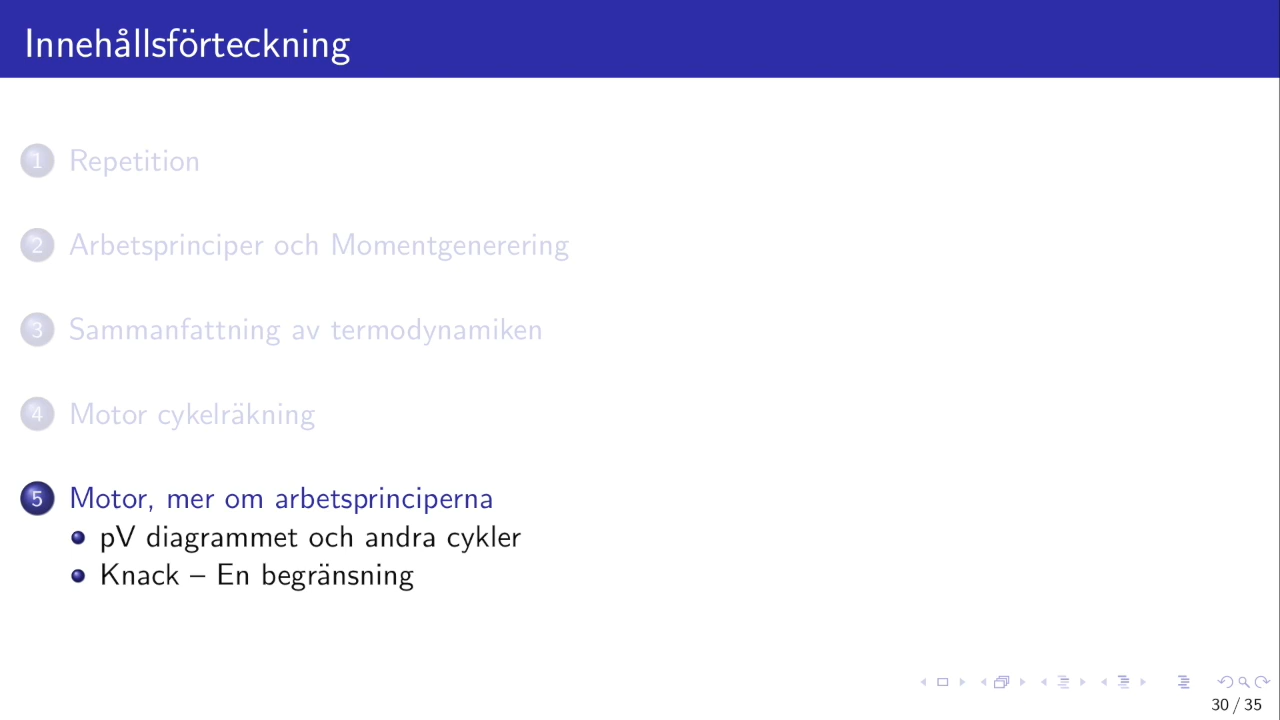 Innehållsförteckning
1 Repetition
2 Arbetsprinciper och Momentgenerering
3 Sammanfattning av termodynamiken
4 Motor cykelräkning
5 Motor, mer om arbetsprinciperna
pV diagrammet och andra cykler
Knack – En begränsning
30 / 35